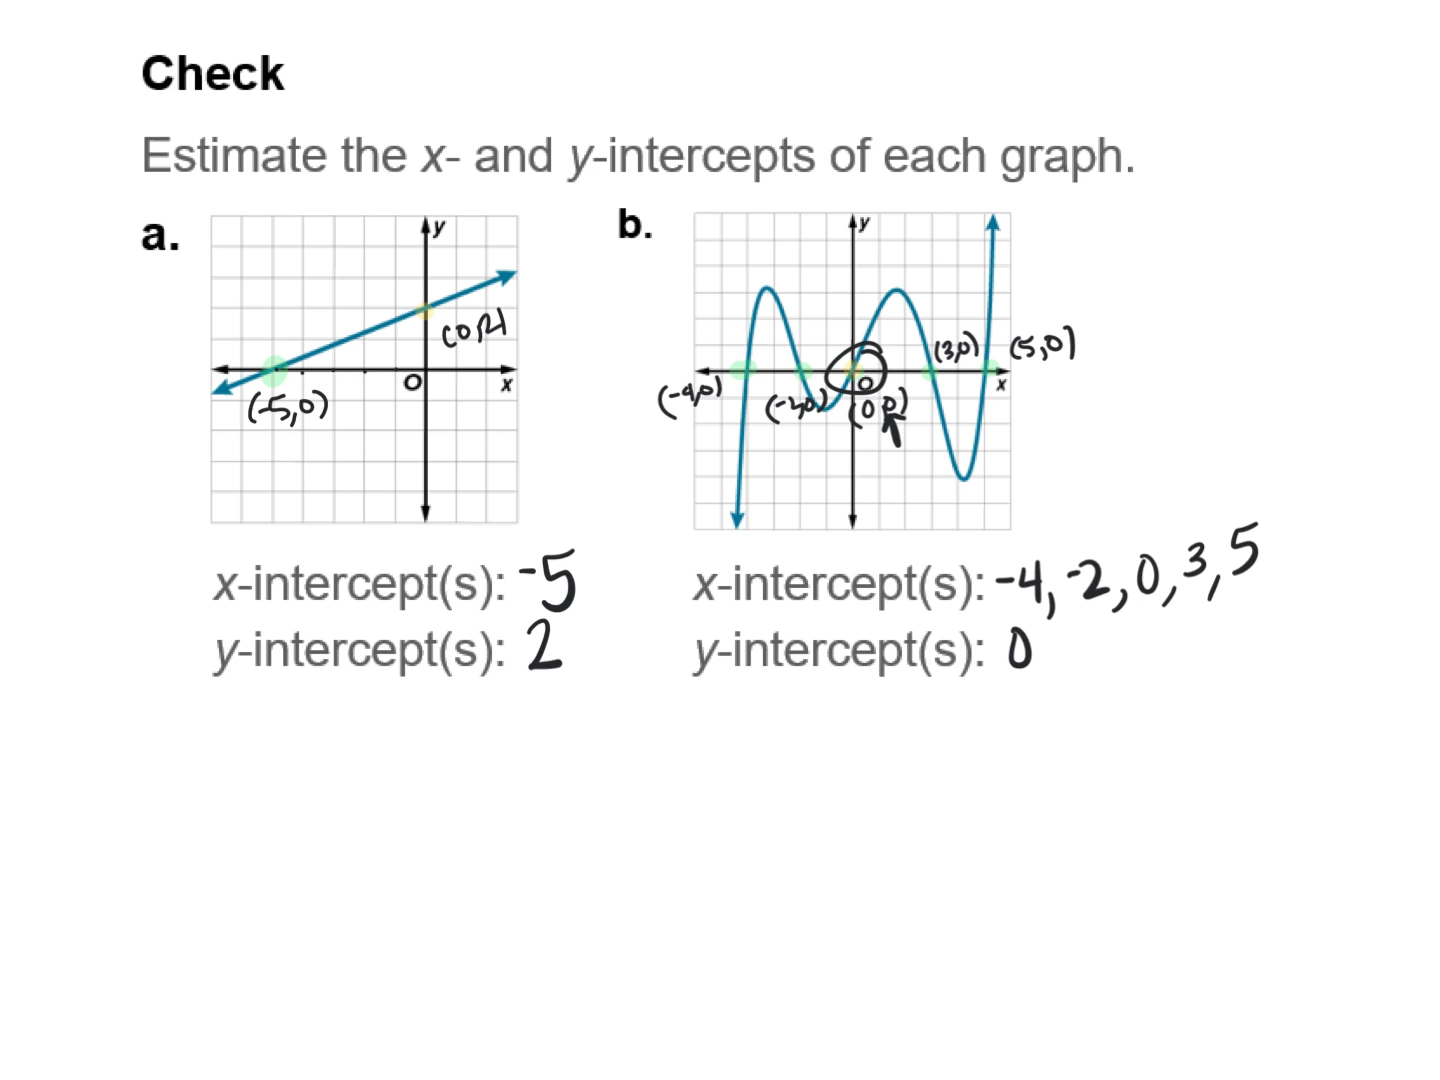 Check
Estimate the x- and y-intercepts of each graph.
a.
y
(0,2)
O
x
(-5,0)
x-intercept(s): -5
y-intercept(s): 2
b.
y
(3,0) (5,0)
O
x
(-4,0) (-2,0) (0,0)
x-intercept(s): -4, -2, 0, 3, 5
y-intercept(s): 0